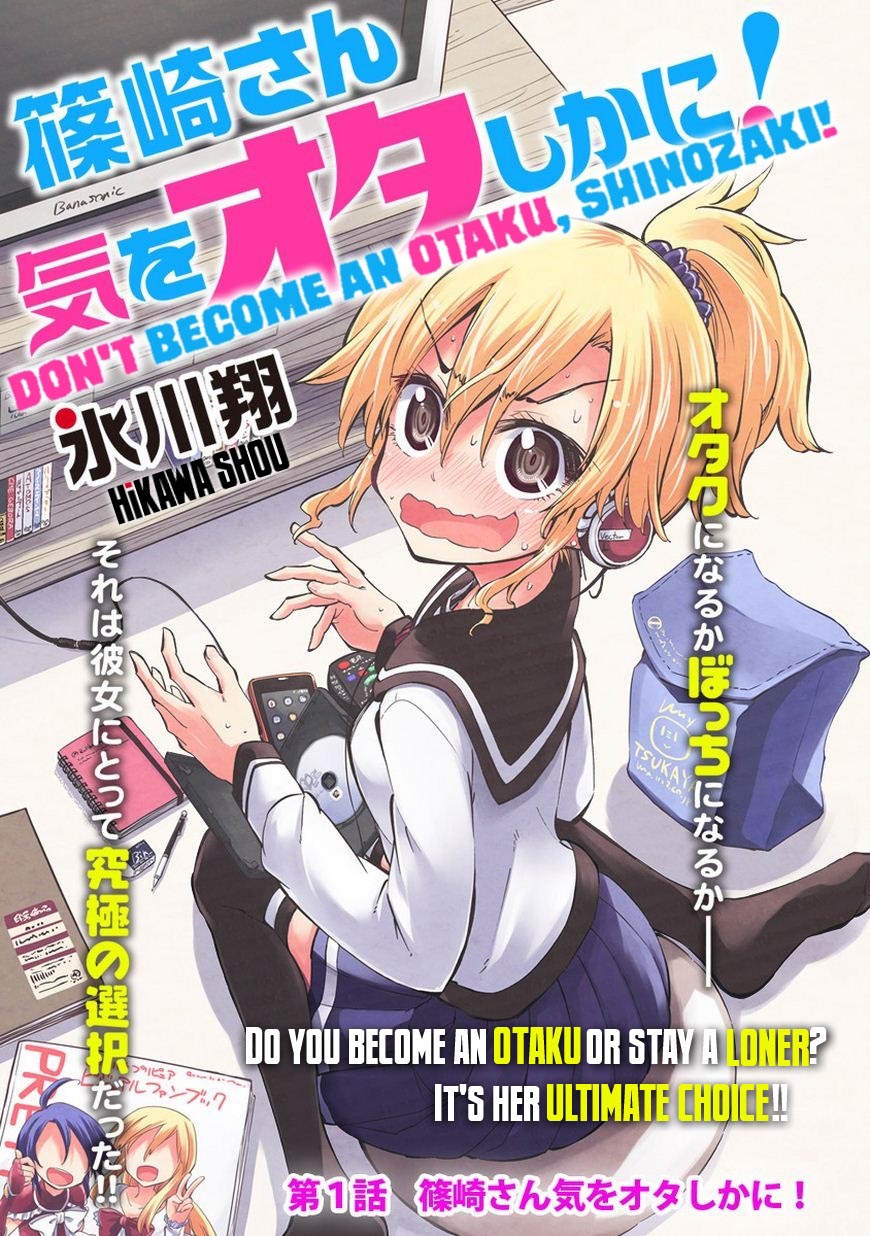 篠崎さん
気をオタしかに!
DON'T BECOME AN OTAKU, SHINOZAKI!
氷川翔
HIKAWA SHOU
Banasonic
オタクになるかぼっちになるか——
それは彼女にとって究極の選択だった!!
Vector
my
TSUKAYA
DO YOU BECOME AN OTAKU OR STAY A LONER?
IT'S HER ULTIMATE CHOICE!!
第1話 篠崎さん気をオタしかに!